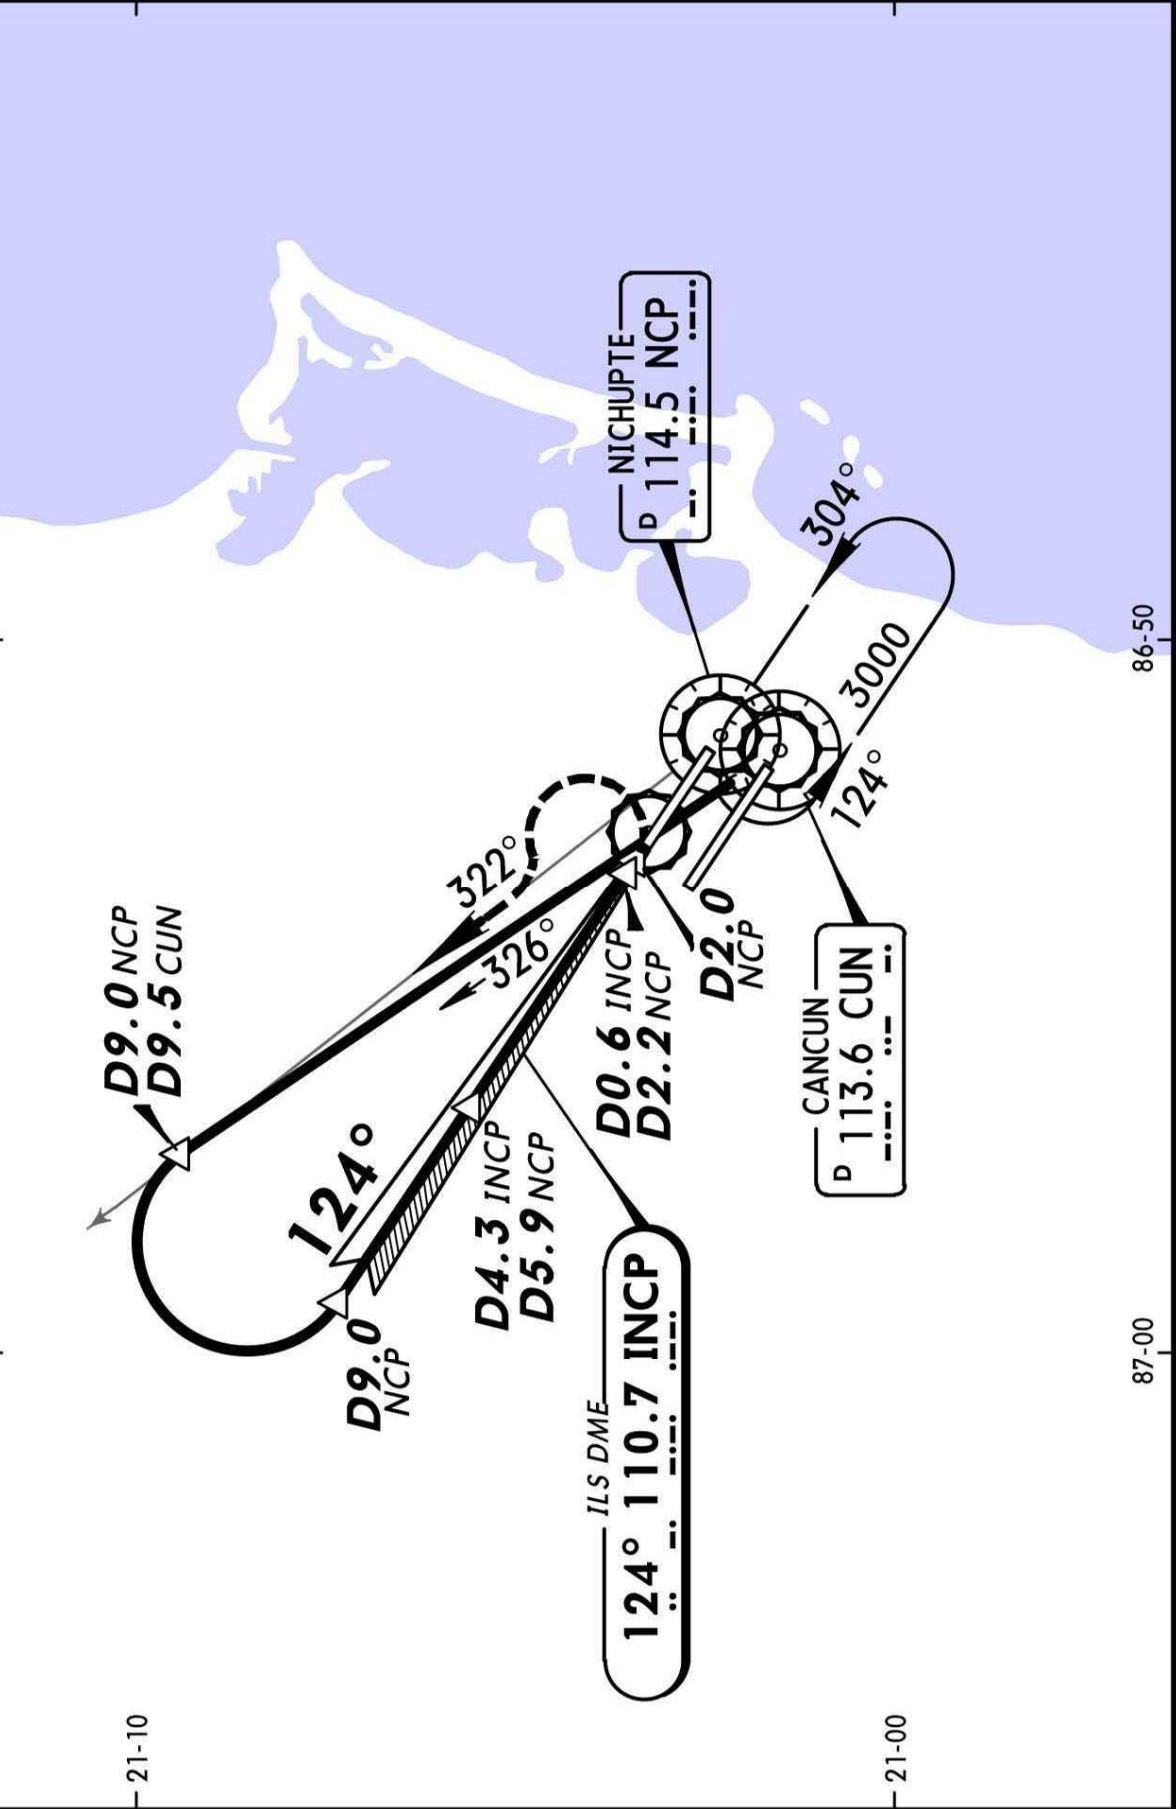 D9.0 NCP
D9.5 CUN
322°
326°
124°
D9.0
NCP
D4.3 INCP
D5.9 NCP
D0.6 INCP
D2.2 NCP
D2.0
NCP
NICHUPTE
D 114.5 NCP
304°
3000
124°
CANCUN
D 113.6 CUN
ILS DME
124° 110.7 INCP
21-10
21-00
86-50
87-00